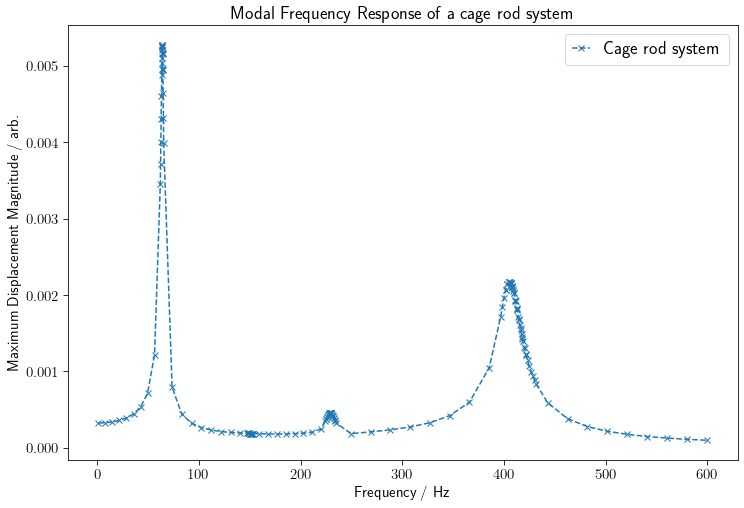 Modal Frequency Response of a cage rod system
Cage rod system
Maximum Displacement Magnitude / arb.
0.005
0.004
0.003
0.002
0.001
0.000
0 100 200 300 400 500 600
Frequency / Hz